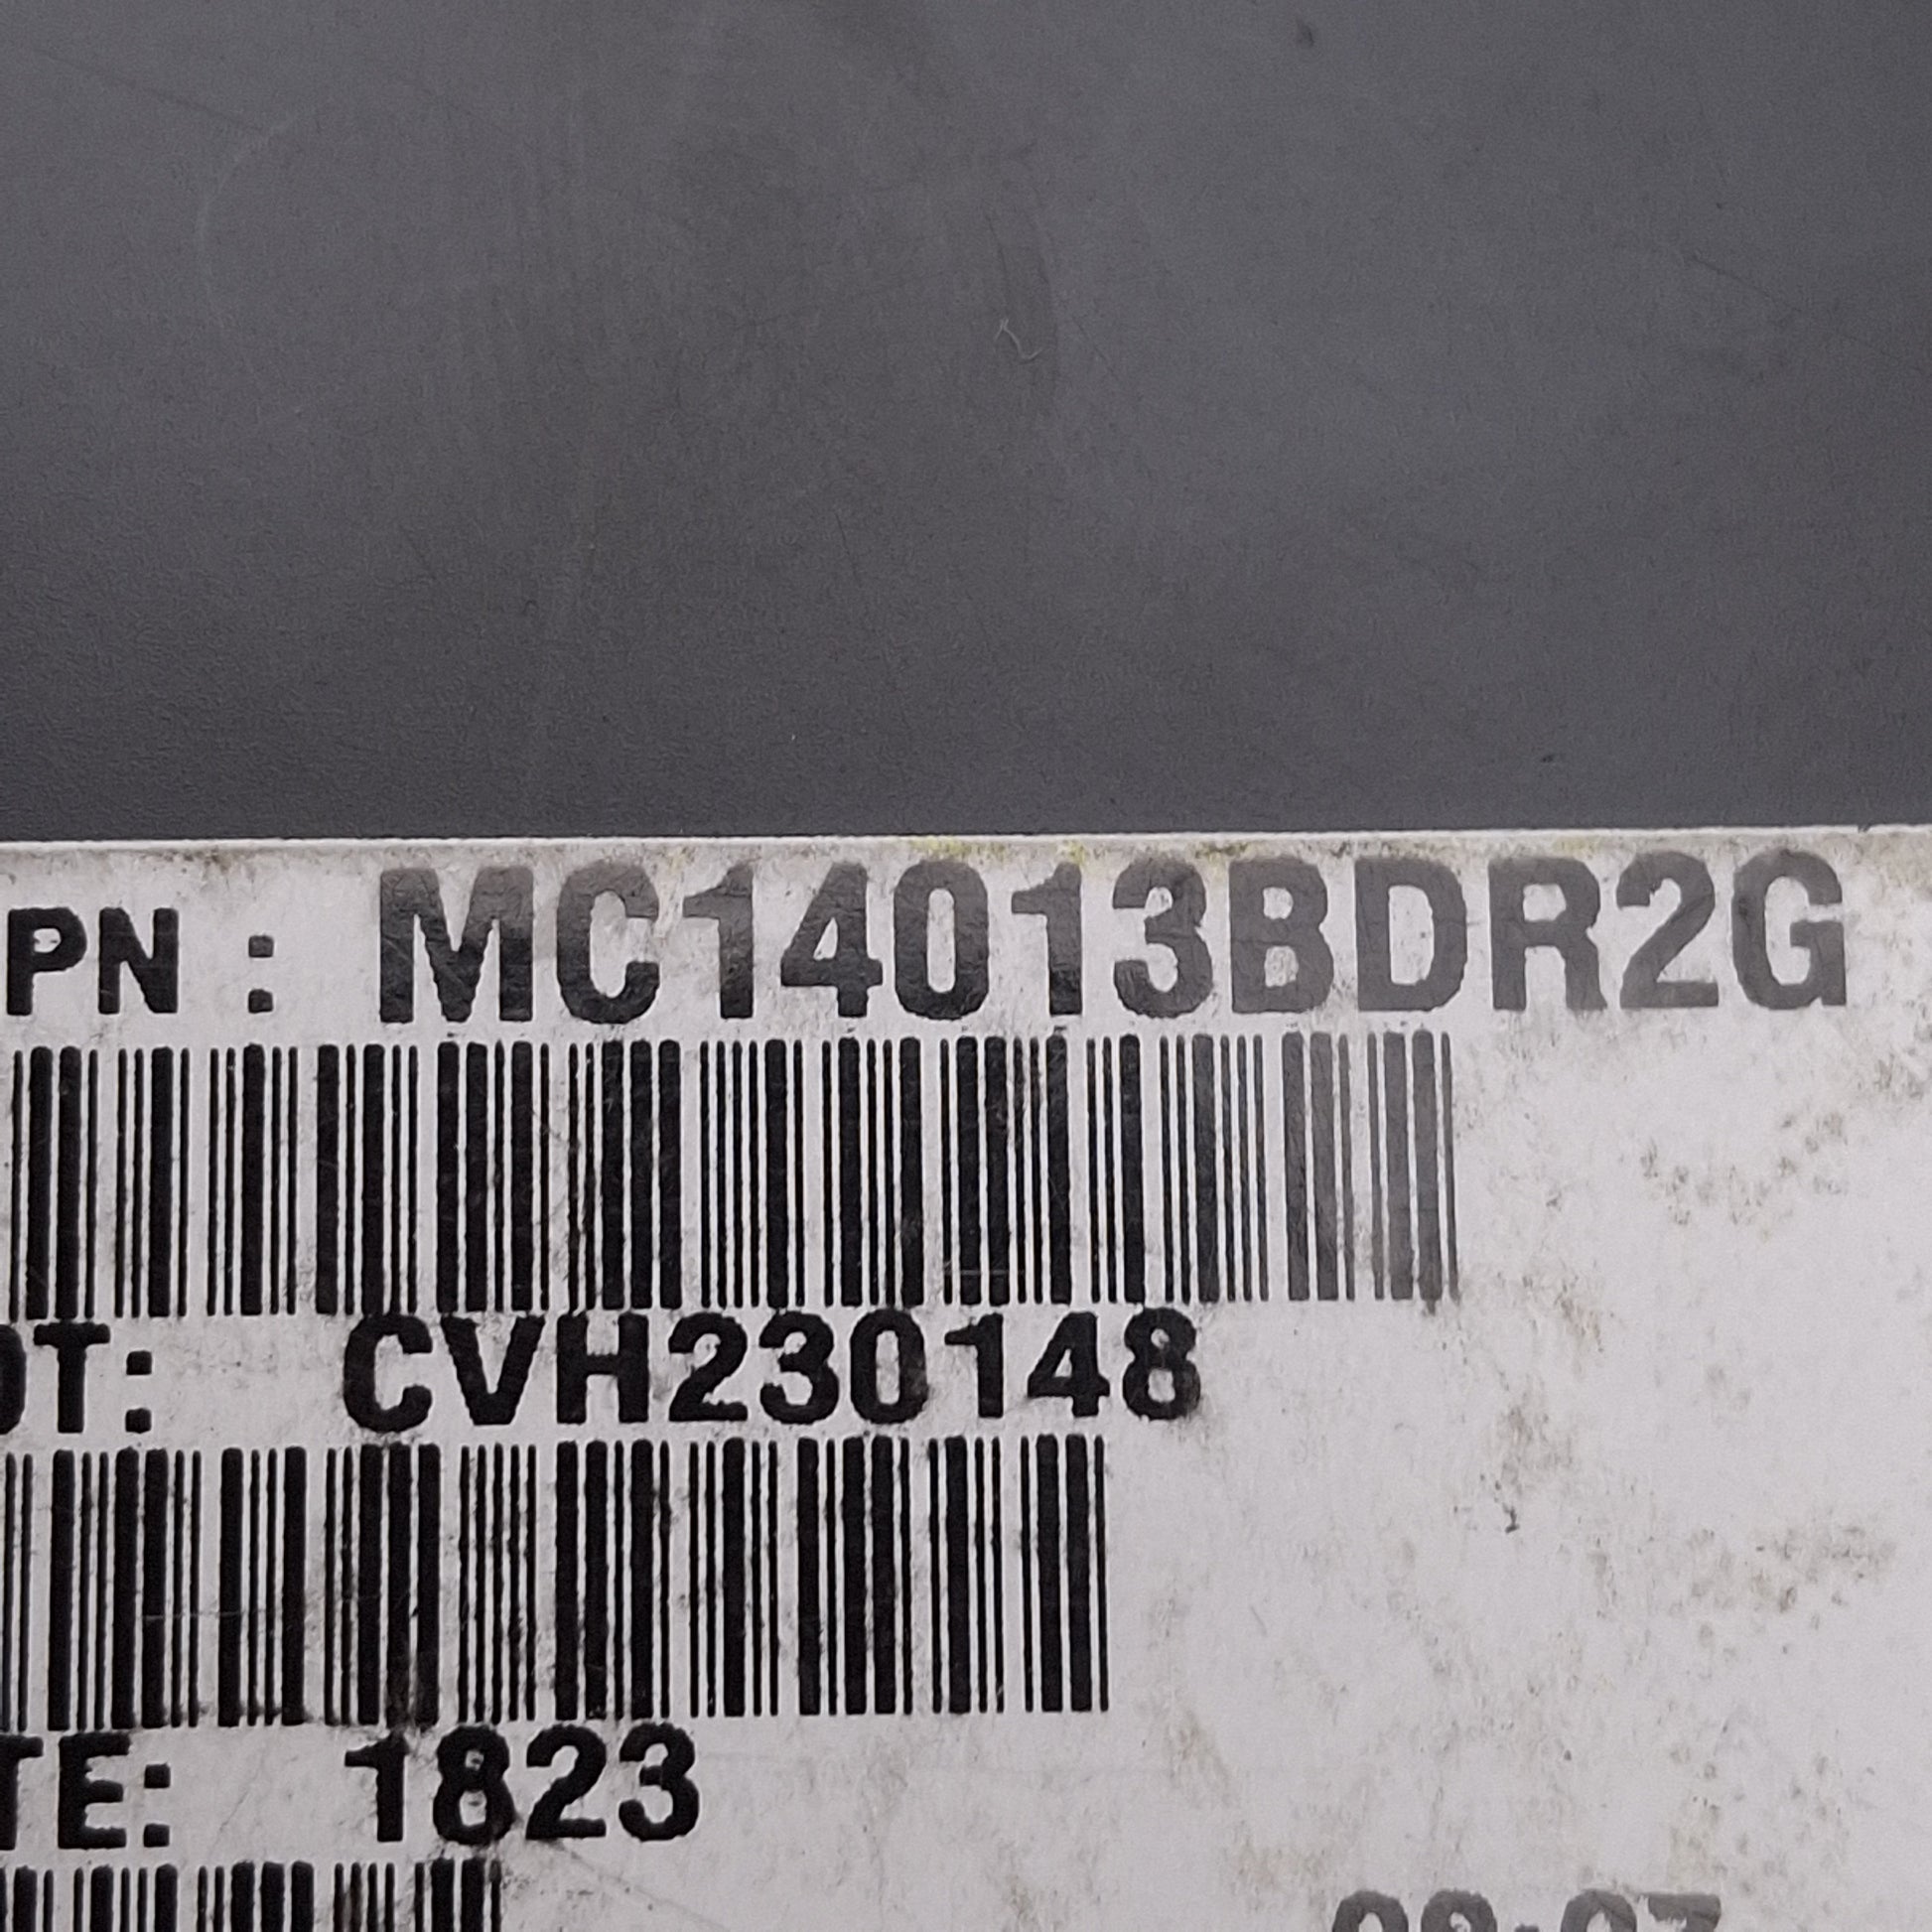 PN : MC14013BDR2G
OT: CVH230148
TE: 1823